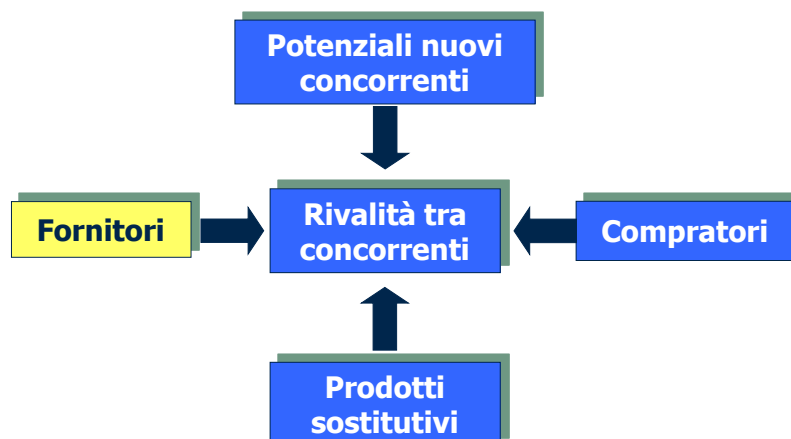 Potenziali nuovi
concorrenti
Fornitori
Rivalità tra
concorrenti
Compratori
Prodotti
sostitutivi